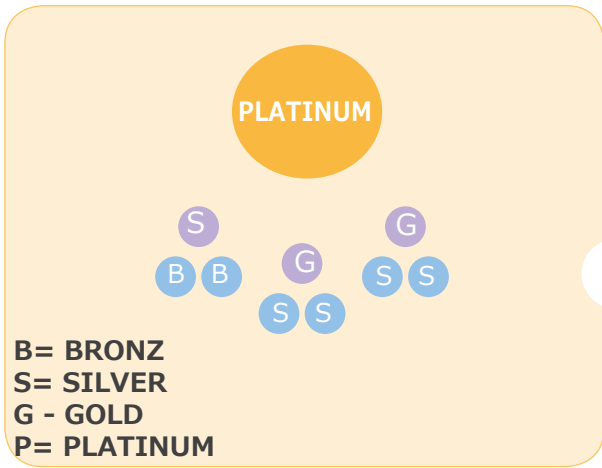 PLATINUM
S
G
B B
G
S S
S S
B= BRONZ
S= SILVER
G - GOLD
P= PLATINUM